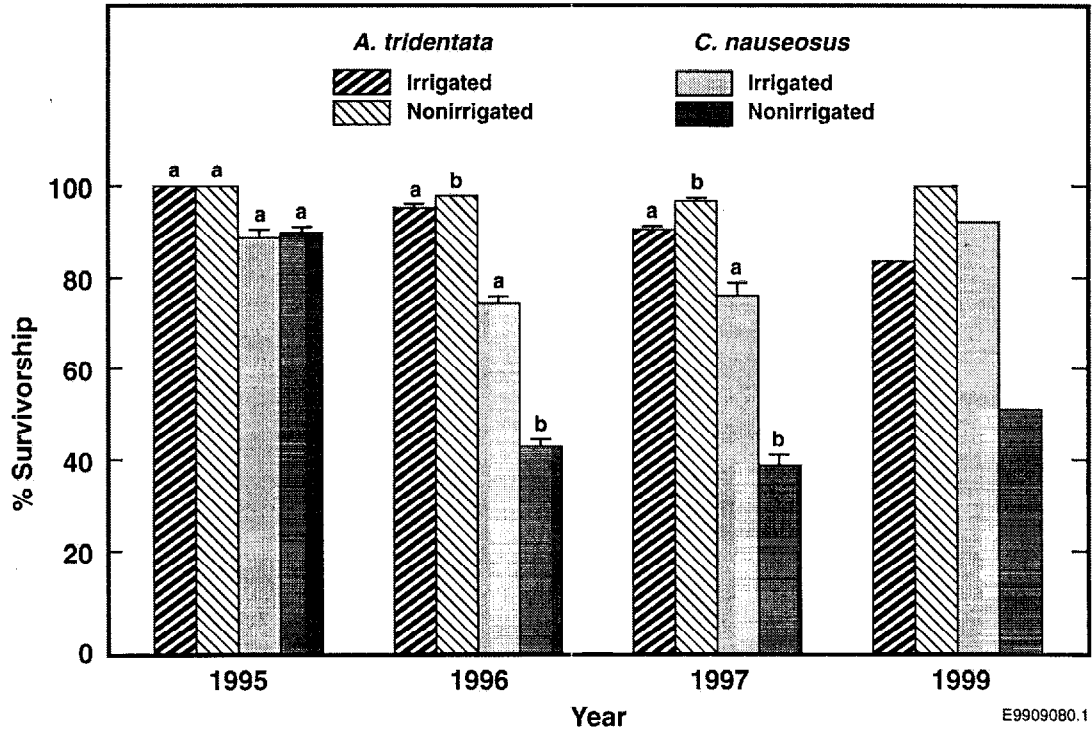 A. tridentata
C. nauseosus
Irrigated
Nonirrigated
Irrigated
Nonirrigated
% Survivorship
100
80
60
40
20
0
a a a a
a b a b
a b a b
1995 1996 1997 1999
Year
E9909080.1